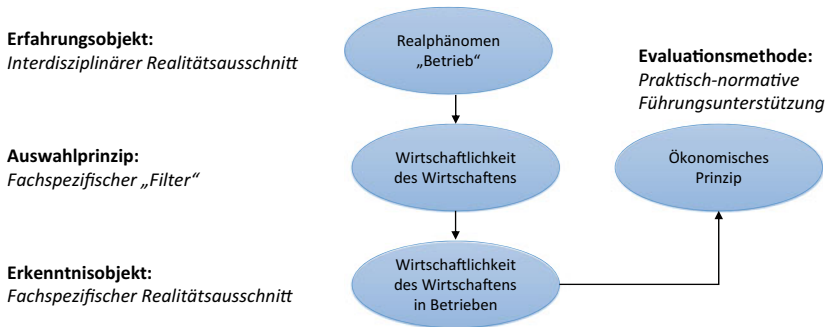 Erfahrungsobjekt:
Interdisziplinärer Realitätsausschnitt
Realphänomen
„Betrieb“
Evaluationsmethode:
Praktisch-normative
Führungsunterstützung
Auswahlprinzip:
Fachspezifischer „Filter“
Wirtschaftlichkeit
des Wirtschaftens
Ökonomisches
Prinzip
Erkenntnisobjekt:
Fachspezifischer Realitätsausschnitt
Wirtschaftlichkeit
des Wirtschaftens
in Betrieben